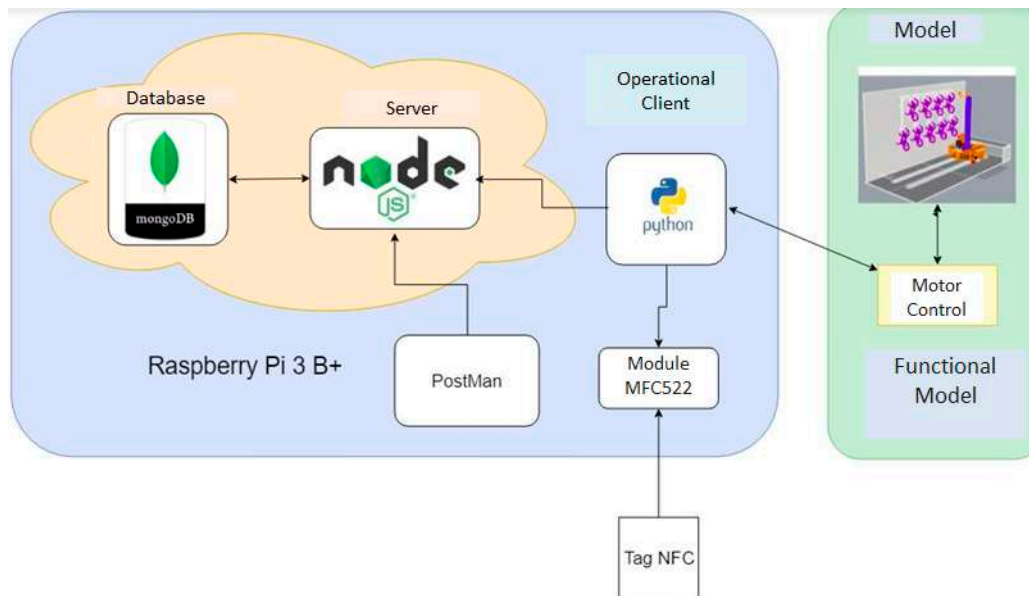 Model
Operational
Client
Database
Server
node
JS
mongoDB
python
Motor
Control
Raspberry Pi 3 B+
PostMan
Module
MFC522
Functional
Model
Tag NFC